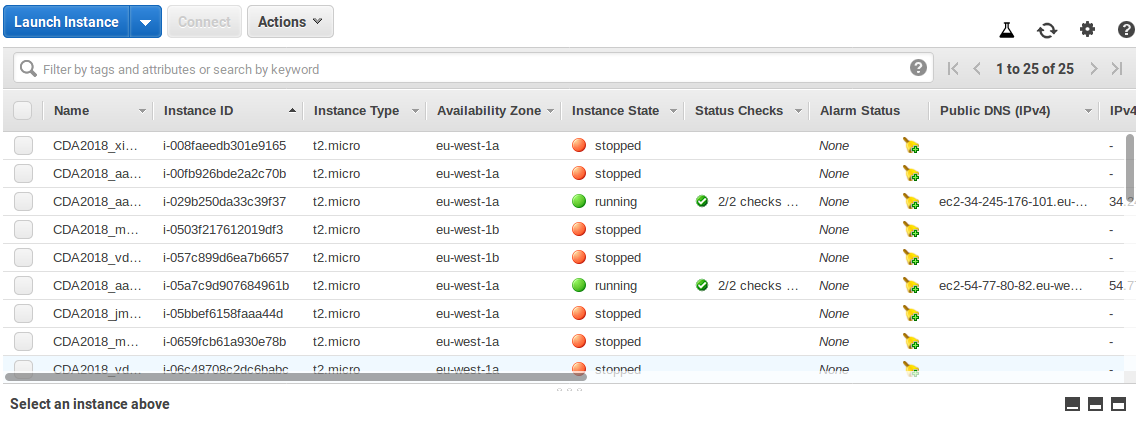 Launch Instance Connect Actions
Filter by tags and attributes or search by keyword 1 to 25 of 25
Name Instance ID Instance Type Availability Zone Instance State Status Checks Alarm Status Public DNS (IPv4) IPv4
CDA2018_xi... i-008faeedb301e9165 t2.micro eu-west-1a stopped None -
CDA2018_aa... i-00fb926bde2a2c70b t2.micro eu-west-1a stopped None -
CDA2018_aa... i-029b250da33c39f37 t2.micro eu-west-1a running 2/2 checks ... None ec2-34-245-176-101.eu-... 34.2
CDA2018_m... i-0503f217612019df3 t2.micro eu-west-1b stopped None -
CDA2018_vd... i-057c899d6ea7b6657 t2.micro eu-west-1b stopped None -
CDA2018_aa... i-05a7c9d907684961b t2.micro eu-west-1a running 2/2 checks ... None ec2-54-77-80-82.eu-we... 54.7
CDA2018_jm... i-05bbef6158faaa44d t2.micro eu-west-1a stopped None -
CDA2018_m... i-0659fcb61a930e78b t2.micro eu-west-1a stopped None -
CDA2018_vd... i-06c48708c2dc6babc t2.micro eu-west-1a stopped None -
Select an instance above